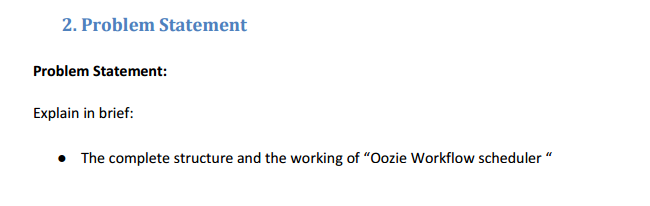 2. Problem Statement
Problem Statement:
Explain in brief:
● The complete structure and the working of “Oozie Workflow scheduler “